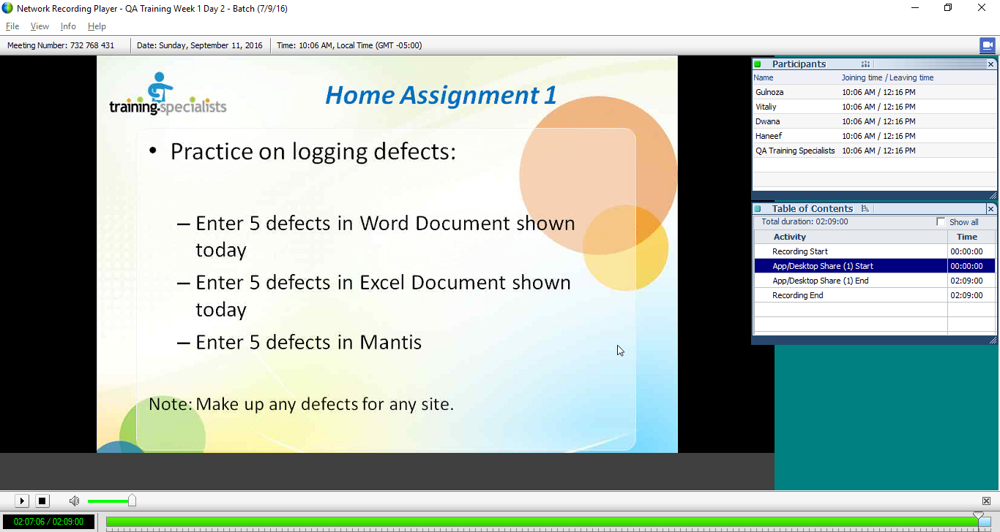 Network Recording Player - QA Training Week 1 Day 2 - Batch (7/9/16)
File View Info Help
Meeting Number: 732 768 431 Date: Sunday, September 11, 2016 Time: 10:06 AM, Local Time (GMT -05:00)
training.specialists
Home Assignment 1
• Practice on logging defects:
– Enter 5 defects in Word Document shown
today
– Enter 5 defects in Excel Document shown
today
– Enter 5 defects in Mantis
Note: Make up any defects for any site.
Participants
Name Joining time / Leaving time
Gulnoza 10:06 AM / 12:16 PM
Vitaliy 10:06 AM / 12:16 PM
Dwana 10:06 AM / 12:16 PM
Haneef 10:06 AM / 12:16 PM
QA Training Specialists 10:06 AM / 12:16 PM
Table of Contents
Total duration: 02:09:00 Show all
Activity Time
Recording Start 00:00:00
App/Desktop Share (1) Start 00:00:00
App/Desktop Share (1) End 02:09:00
Recording End 02:09:00
02:07:06 / 02:09:00